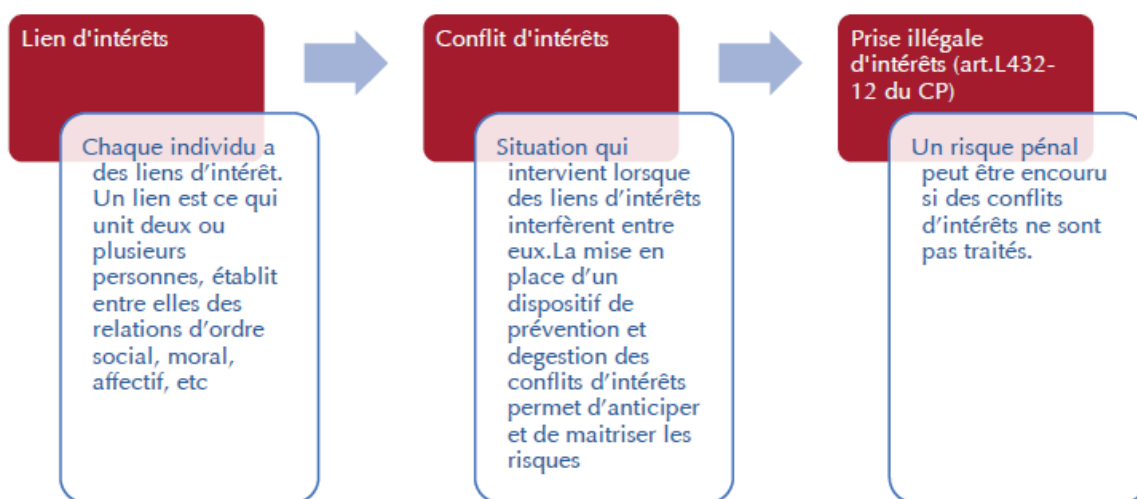 Lien d'intérêts
Chaque individu a
des liens d’intérêt.
Un lien est ce qui
unit deux ou
plusieurs
personnes, établit
entre elles des
relations d’ordre
social, moral,
affectif, etc
Conflit d'intérêts
Situation qui
intervient lorsque
des liens d’intérêts
interfèrent entre
eux.La mise en
place d’un
dispositif de
prévention et
degestion des
conflits d’intérêts
permet d’anticiper
et de maitriser les
risques
Prise illégale
d'intérêts (art.L432-
12 du CP)
Un risque pénal
peut être encouru
si des conflits
d’intérêts ne sont
pas traités.